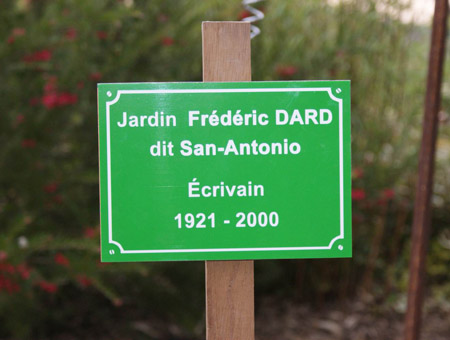 Jardin Frédéric DARD
dit San-Antonio
Écrivain
1921 - 2000